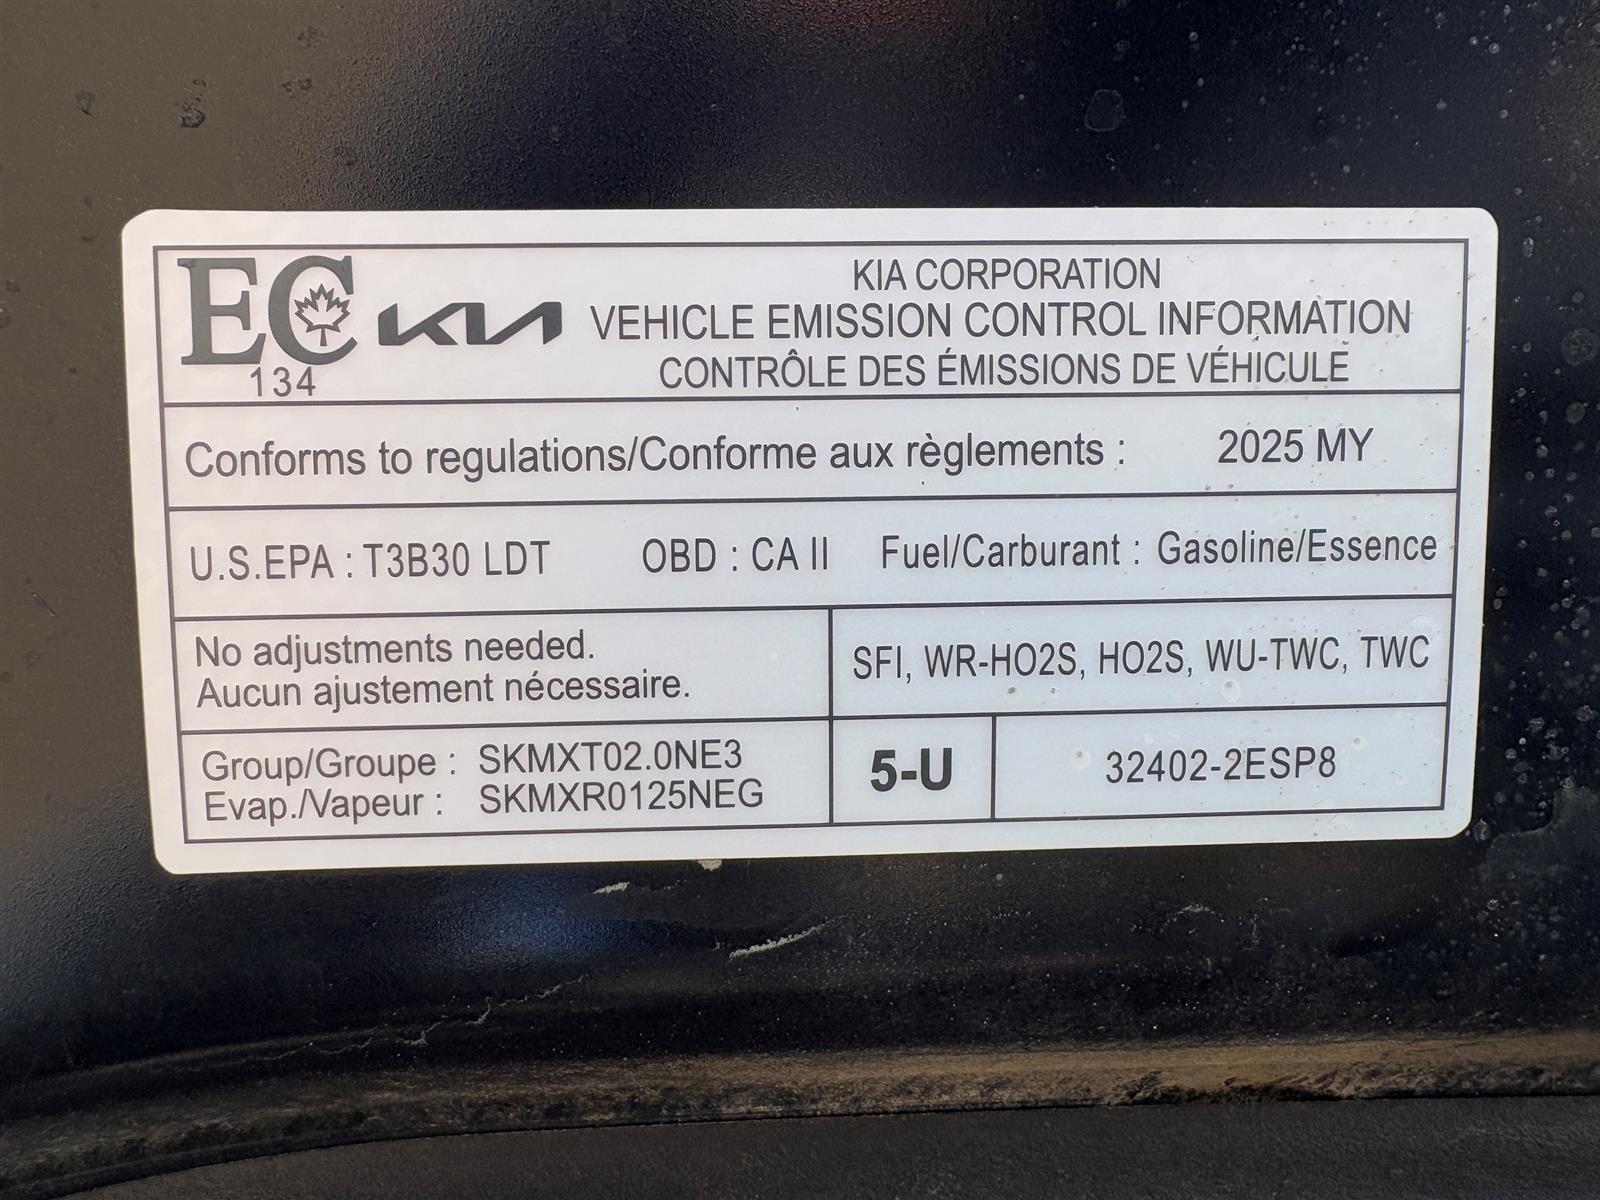 EC
134
KIA
KIA CORPORATION
VEHICLE EMISSION CONTROL INFORMATION
CONTRÔLE DES ÉMISSIONS DE VÉHICULE
Conforms to regulations/Conforme aux règlements : 2025 MY
U.S.EPA : T3B30 LDT OBD : CA II Fuel/Carburant : Gasoline/Essence
No adjustments needed.
Aucun ajustement nécessaire.
SFI, WR-HO2S, HO2S, WU-TWC, TWC
Group/Groupe : SKMXT02.0NE3
Evap./Vapeur : SKMXR0125NEG
5-U
32402-2ESP8